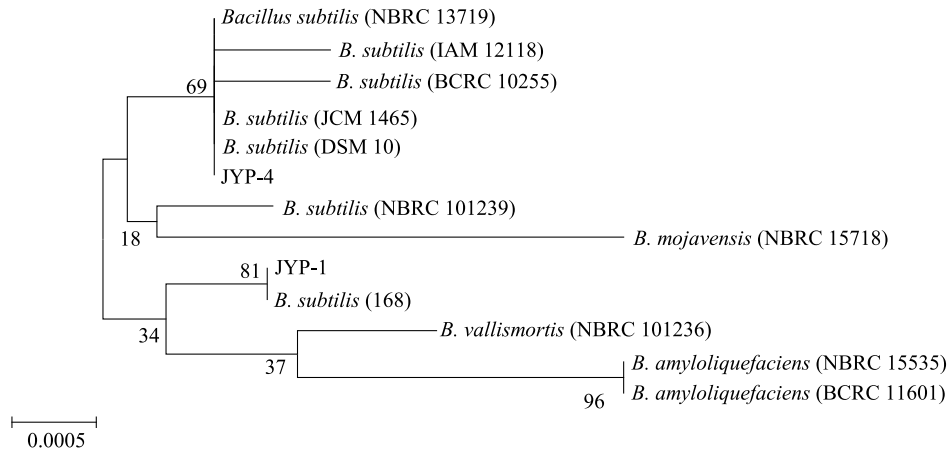 Bacillus subtilis (NBRC 13719)
B. subtilis (IAM 12118)
B. subtilis (BCRC 10255)
69
B. subtilis (JCM 1465)
B. subtilis (DSM 10)
JYP-4
B. subtilis (NBRC 101239)
18
B. mojavensis (NBRC 15718)
81 JYP-1
B. subtilis (168)
34
B. vallismortis (NBRC 101236)
37
B. amyloliquefaciens (NBRC 15535)
B. amyloliquefaciens (BCRC 11601)
96
0.0005